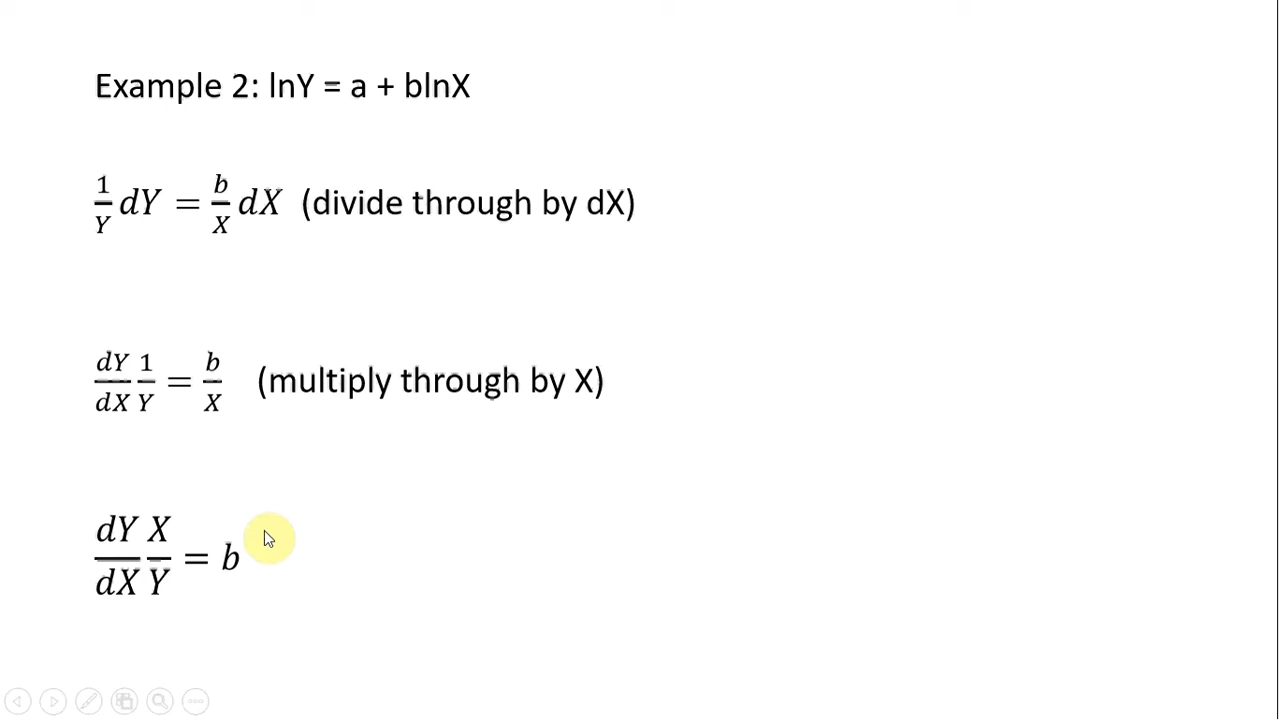 Example 2: lnY = a + blnX
1/Y dY = b/X dX (divide through by dX)
dY/dX 1/Y = b/X (multiply through by X)
dY/dX X/Y = b